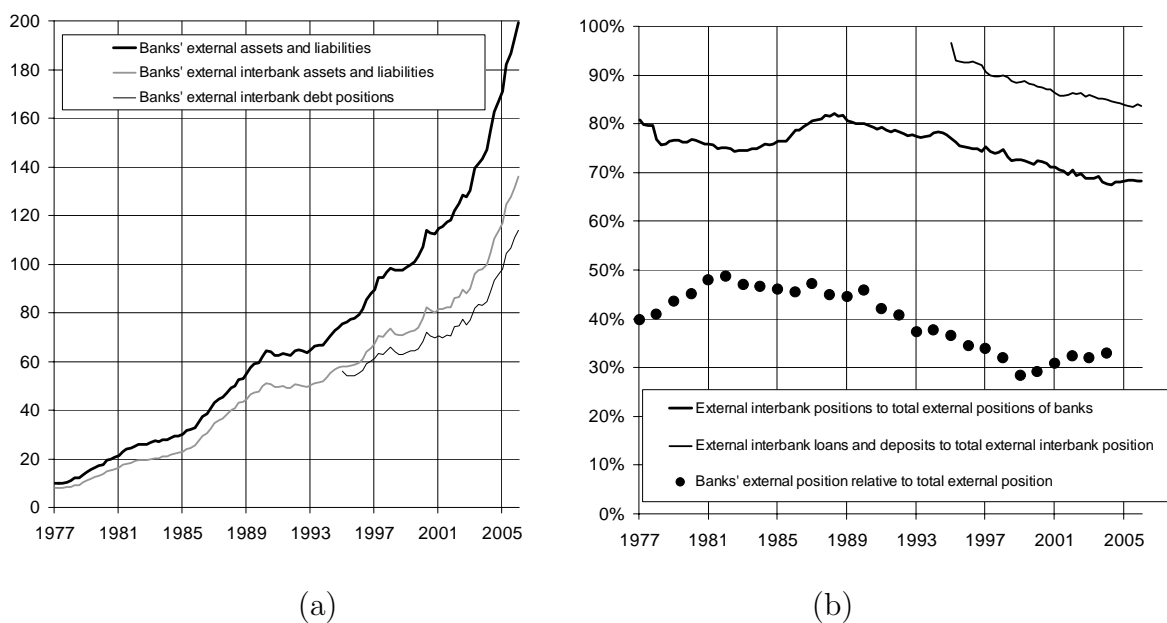 200
180
160
140
120
100
80
60
40
20
0
Banks' external assets and liabilities
Banks' external interbank assets and liabilities
Banks' external interbank debt positions
1977 1981 1985 1989 1993 1997 2001 2005
(a)
100%
90%
80%
70%
60%
50%
40%
30%
20%
10%
0%
External interbank positions to total external positions of banks
External interbank loans and deposits to total external interbank position
Banks' external position relative to total external position
1977 1981 1985 1989 1993 1997 2001 2005
(b)